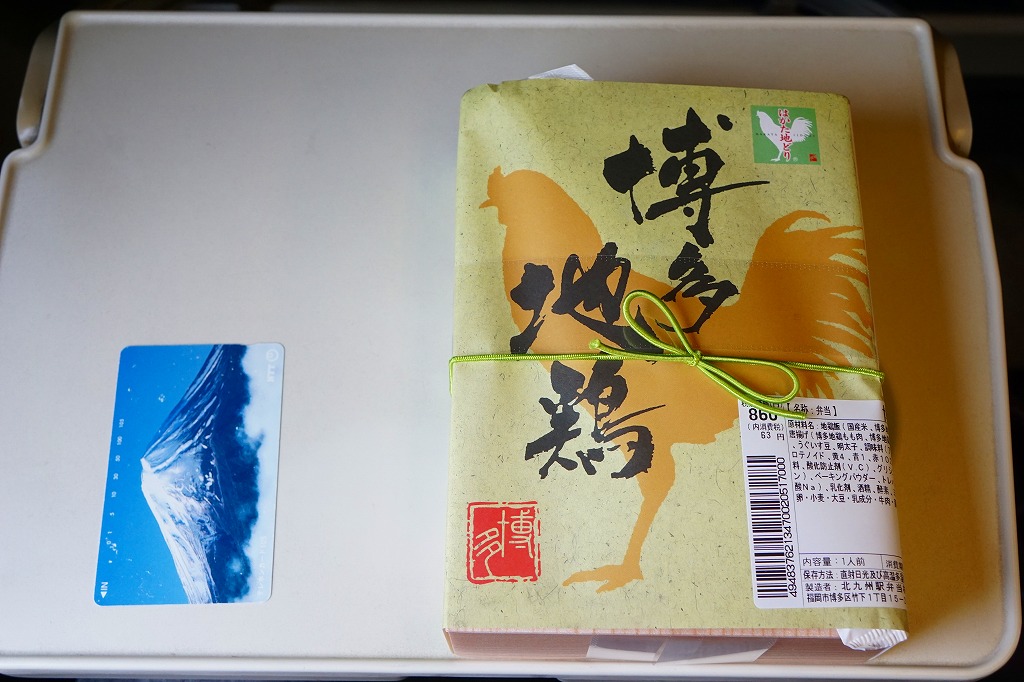 博多
地鶏
はかた地どり
博多
860
(内消費税)
63 円
【名称：弁当】
原材料名：地鶏飯(国産米、博多
唐揚げ(博多地鶏もも肉、博多地
、うぐいす豆、明太子、調味料(ア
ロテノイド、黄4、青1、赤10
料、酸化防止剤(V.C)、グリシ
ン)、ベーキングパウダー、トレ
酸Na)、乳化剤、酒精、酵素、
卵・小麦・大豆・乳成分・牛肉・
内容量：1人前
消費
保存方法：直射日光及び高温多
製造者：北九州駅弁当
福岡市博多区竹下1丁目15-
4948376213470020517000